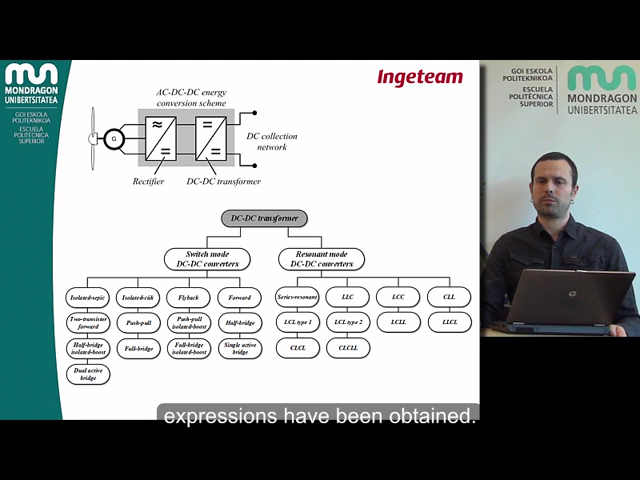 MONDRAGON
UNIBERTSITATEA
GOI ESKOLA
POLITEKNIKOA
ESCUELA
POLITÉCNICA
SUPERIOR
Ingeteam
AC-DC-DC energy
conversion scheme
G
DC collection
network
Rectifier
DC-DC transformer
DC-DC transformer
Switch mode
DC-DC converters
Resonant mode
DC-DC converters
Isolated-sepic
Isolated-cúk
Flyback
Forward
Series-resonant
LLC
LCC
CLL
Two-transistor
forward
Push-pull
Push-pull
isolated-boost
Half-bridge
LCL type 1
LCL type 2
LCLL
LLCL
Half-bridge
isolated-boost
Full-bridge
Full-bridge
isolated-boost
Single active
bridge
CLCL
CLCLL
Dual active
bridge
GOI ESKOLA
POLITEKNIKOA
ESCUELA
POLITÉCNICA
SUPERIOR
MONDRAGON
UNIBERTSITATEA
hp
expressions have been obtained.